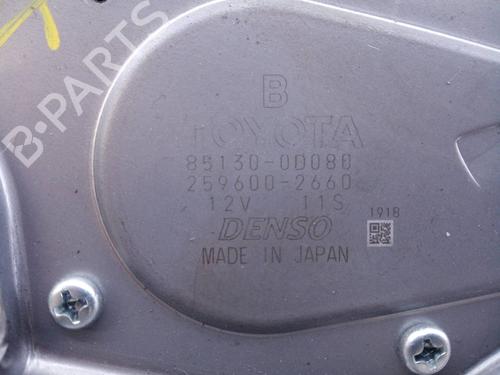 B
TOYOTA
85130-0D080
259600-2660
12V 11S
1918
DENSO
MADE IN JAPAN
B-PARTS